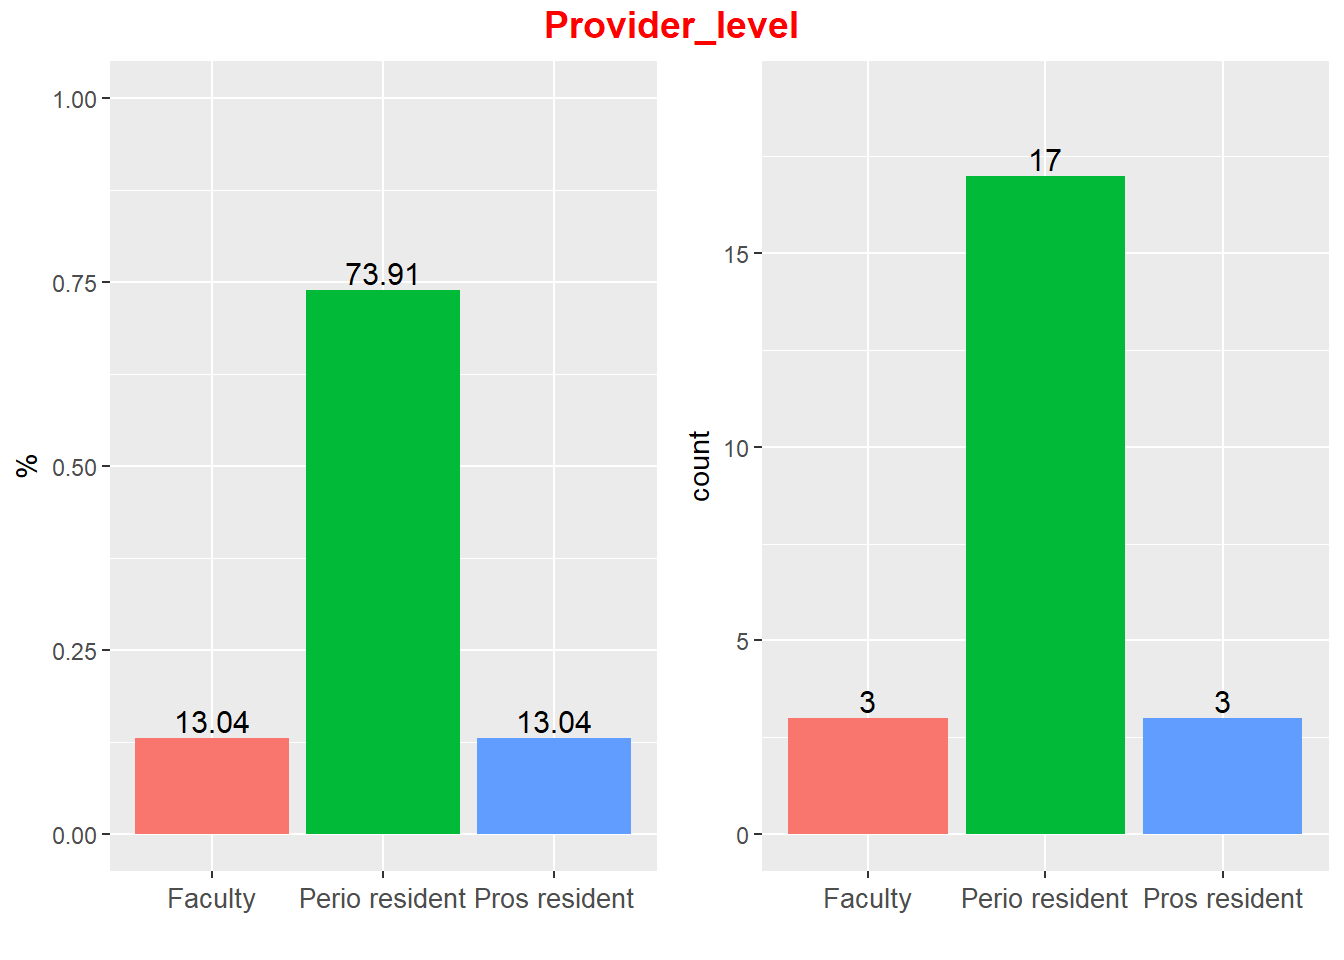 Provider_level
%
1.00
0.75
0.50
0.25
0.00
13.04
73.91
13.04
Faculty
Perio resident
Pros resident
count
15
10
5
0
3
17
3
Faculty
Perio resident
Pros resident